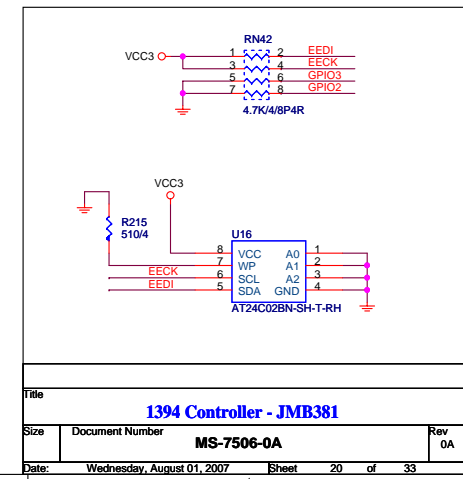 RN42
VCC3 1 2 EEDI
3 4 EECK
5 6 GPIO3
7 8 GPIO2
4.7K/4/8P4R
VCC3
R215
510/4
U16
8 VCC A0 1
7 WP A1 2
EECK 6 SCL A2 3
EEDI 5 SDA GND 4
AT24C02BN-SH-T-RH
Title
1394 Controller - JMB381
Size Document Number Rev
MS-7506-0A 0A
Date: Wednesday, August 01, 2007 Sheet 20 of 33